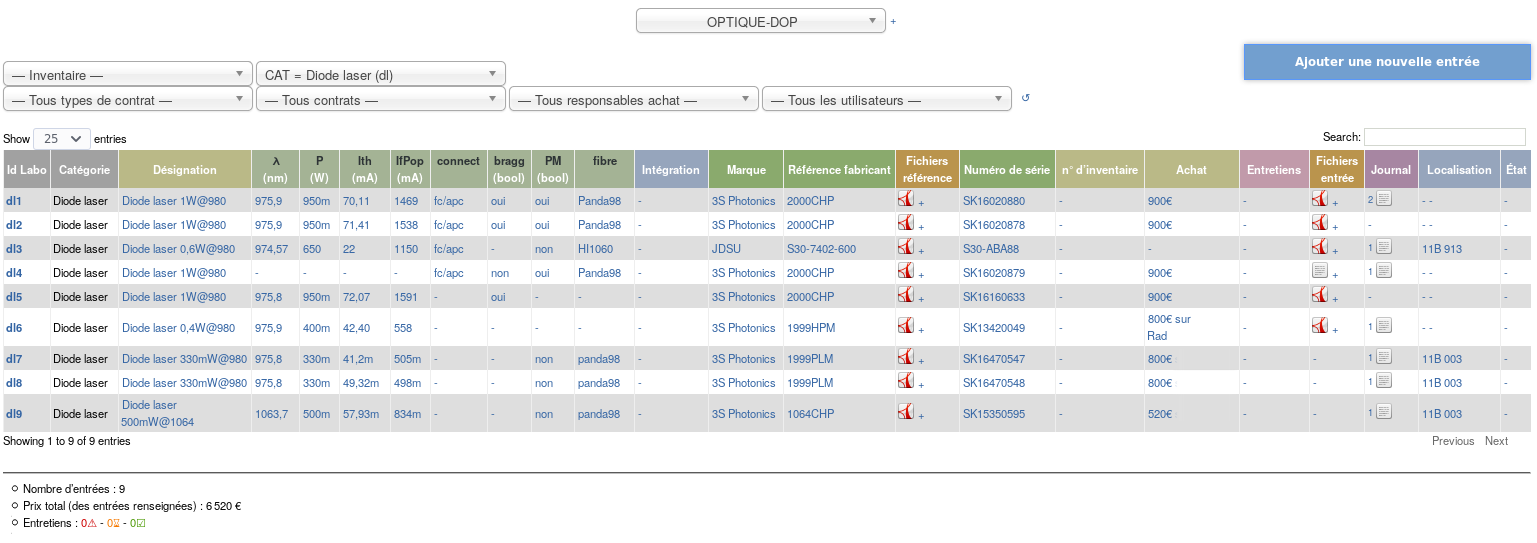 OPTIQUE-DOP +
Ajouter une nouvelle entrée
— Inventaire — CAT = Diode laser (dl)
— Tous types de contrat — — Tous contrats — — Tous responsables achat — — Tous les utilisateurs — ↺
Show 25 entries Search:
Id Labo Catégorie Désignation λ (nm) P (W) Ith (mA) IfPop (mA) connect bragg (bool) PM (bool) fibre Intégration Marque Référence fabricant Fichiers référence Numéro de série n° d'inventaire Achat Entretiens Fichiers entrée Journal Localisation État
dl1 Diode laser Diode laser 1W@980 975,9 950m 70,11 1469 fc/apc oui oui Panda98 - 3S Photonics 2000CHP + SK16020880 - 900€ - + 2 - - -
dl2 Diode laser Diode laser 1W@980 975,9 950m 71,41 1538 fc/apc oui oui Panda98 - 3S Photonics 2000CHP + SK16020878 - 900€ - + - - - -
dl3 Diode laser Diode laser 0,6W@980 974,57 650 22 1150 fc/apc - non HI1060 - JDSU S30-7402-600 + S30-ABA88 - - - + 1 11B 913 -
dl4 Diode laser Diode laser 1W@980 - - - - fc/apc non oui Panda98 - 3S Photonics 2000CHP + SK16020879 - 900€ - + 1 - - -
dl5 Diode laser Diode laser 1W@980 975,8 950m 72,07 1591 - oui - - - 3S Photonics 2000CHP + SK16160633 - 900€ - + - - - -
dl6 Diode laser Diode laser 0,4W@980 975,9 400m 42,40 558 - - - - - 3S Photonics 1999HPM + SK13420049 - 800€ sur Rad - + 1 - - -
dl7 Diode laser Diode laser 330mW@980 975,8 330m 41,2m 505m - - non panda98 - 3S Photonics 1999PLM + SK16470547 - 800€ - - 1 11B 003 -
dl8 Diode laser Diode laser 330mW@980 975,8 330m 49,32m 498m - - non panda98 - 3S Photonics 1999PLM + SK16470548 - 800€ - - 1 11B 003 -
dl9 Diode laser Diode laser 500mW@1064 1063,7 500m 57,93m 834m - - non panda98 - 3S Photonics 1064CHP + SK15350595 - 520€ - - 1 11B 003 -
Showing 1 to 9 of 9 entries Previous Next
Nombre d'entrées : 9
Prix total (des entrées renseignées) : 6 520 €
Entretiens : 0⚠ - 0⌛ - 0☑